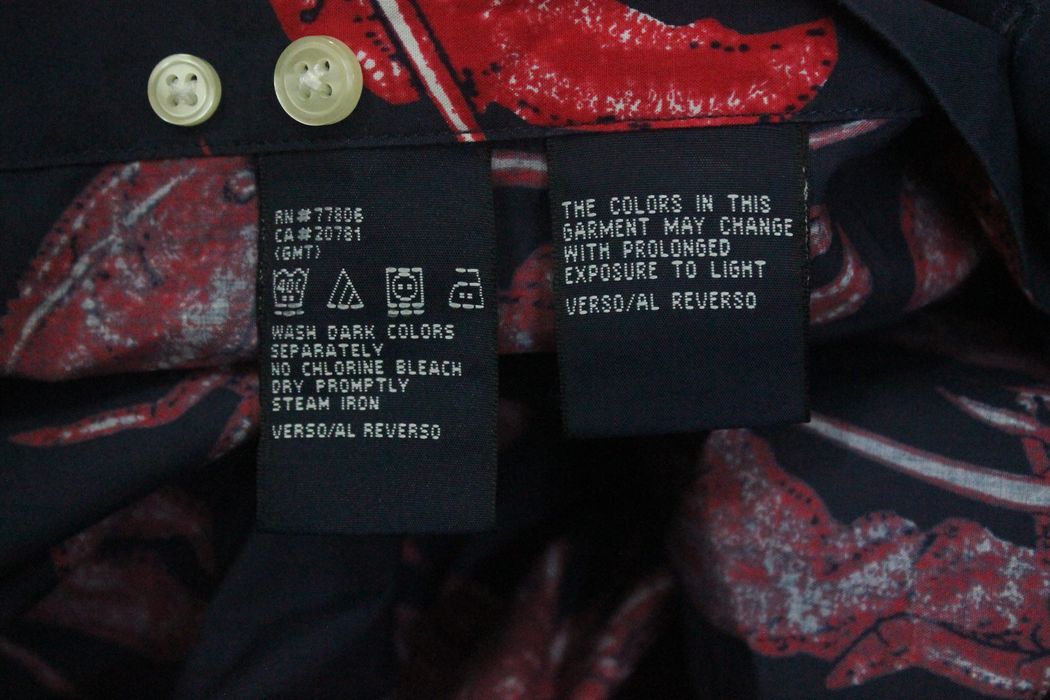 RN#77806
CA#20781
(GMT)
40C
WASH DARK COLORS
SEPARATELY
NO CHLORINE BLEACH
DRY PROMPTLY
STEAM IRON
VERSO/AL REVERSO
THE COLORS IN THIS
GARMENT MAY CHANGE
WITH PROLONGED
EXPOSURE TO LIGHT
VERSO/AL REVERSO